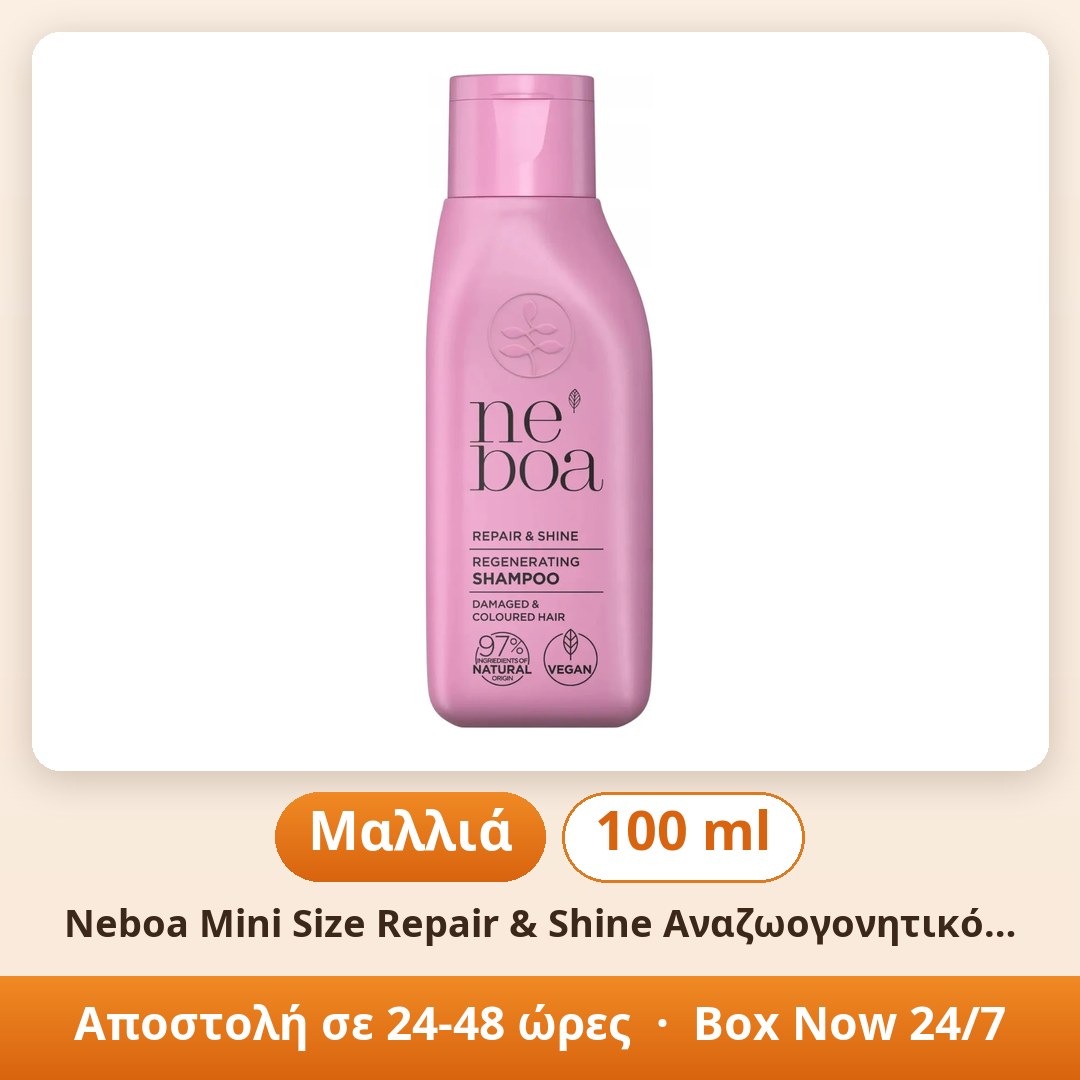 ne
boa
REPAIR & SHINE
REGENERATING
SHAMPOO
DAMAGED &
COLOURED HAIR
97%
INGREDIENTS OF
NATURAL
ORIGIN
VEGAN
Μαλλιά
100 ml
Neboa Mini Size Repair & Shine Αναζωογονητικό...
Αποστολή σε 24-48 ώρες · Box Now 24/7